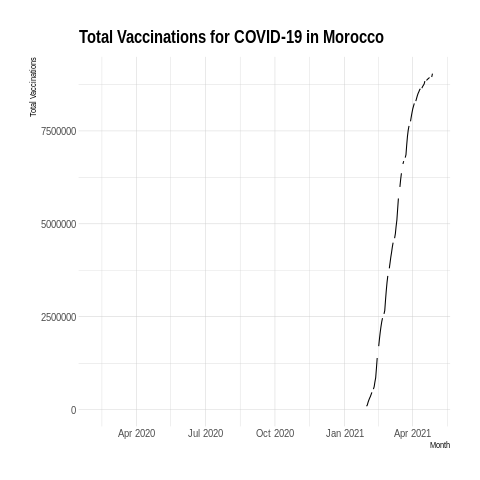 Total Vaccinations for COVID-19 in Morocco
Total Vaccinations
7500000
5000000
2500000
0
Apr 2020 Jul 2020 Oct 2020 Jan 2021 Apr 2021
Month